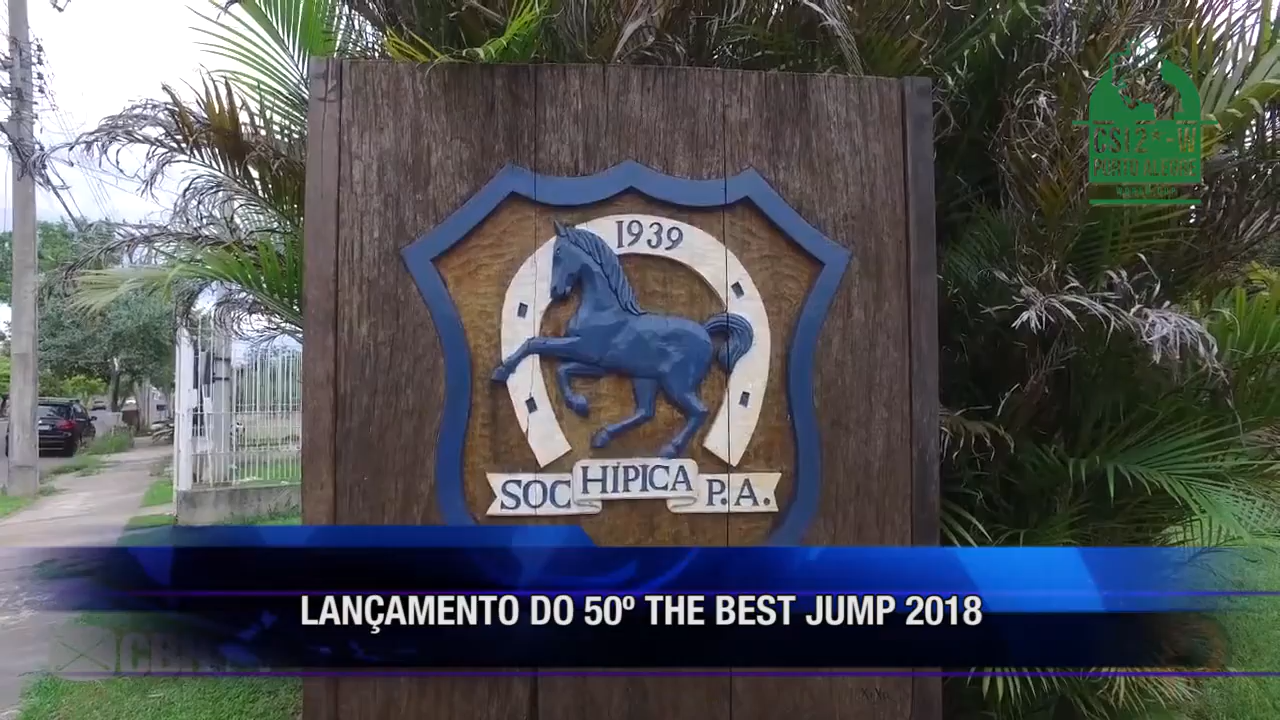 CSI2*-W
PORTO ALEGRE
1939
SOC HÍPICA P.A.
LANÇAMENTO DO 50º THE BEST JUMP 2018